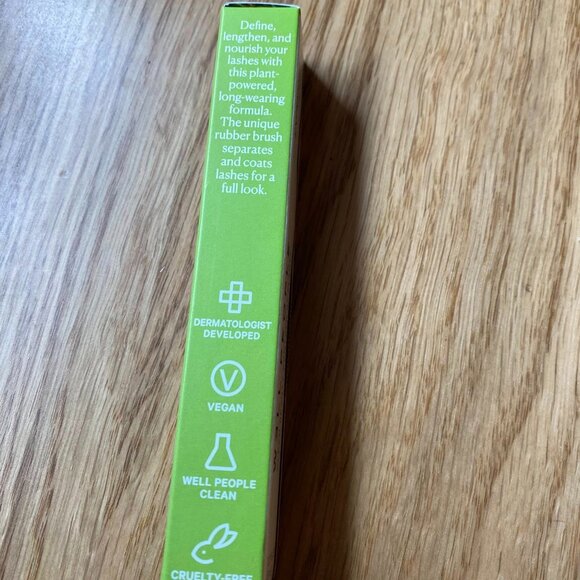 Define,
lengthen, and
nourish your
lashes with
this plant-
powered,
long-wearing
formula.
The unique
rubber brush
separates
and coats
lashes for a
full look.
DERMATOLOGIST
DEVELOPED
VEGAN
WELL PEOPLE
CLEAN
CRUELTY-FREE